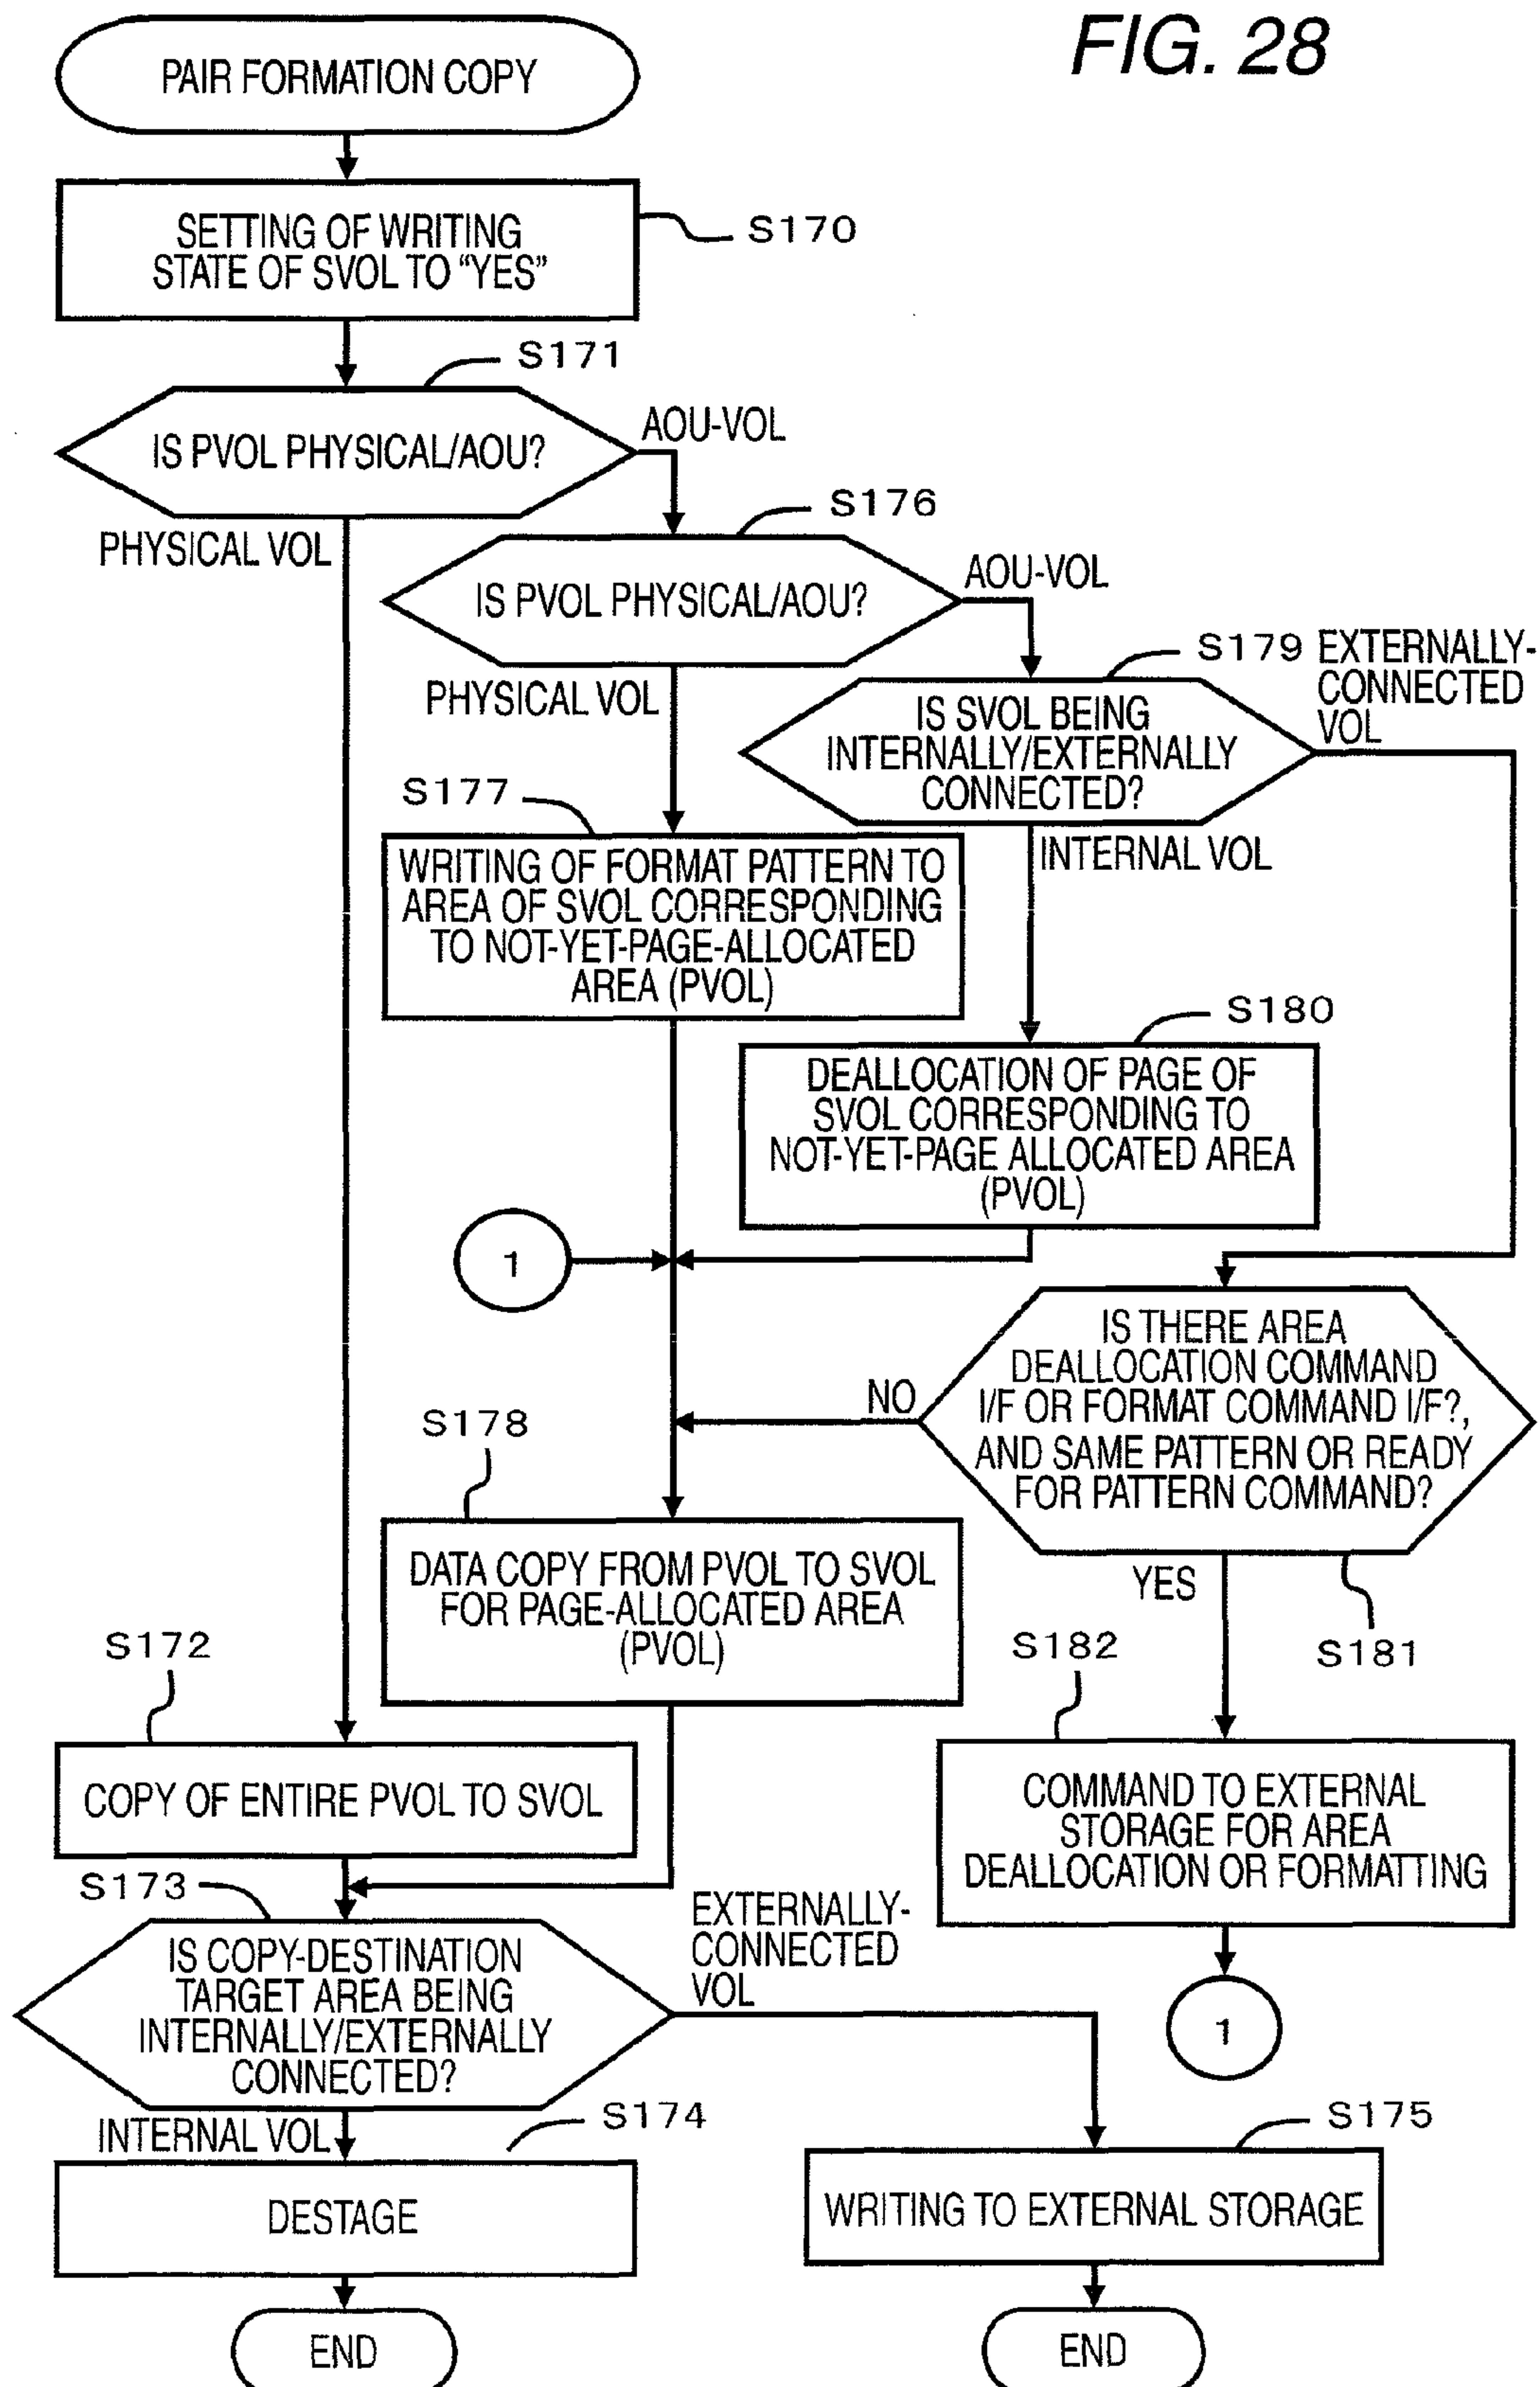 FIG. 28
PAIR FORMATION COPY
SETTING OF WRITING
STATE OF SVOL TO “YES”
S170
S171
IS PVOL PHYSICAL/AOU?
AOU-VOL
PHYSICAL VOL
S176
IS PVOL PHYSICAL/AOU?
AOU-VOL
PHYSICAL VOL
S179
EXTERNALLY-
CONNECTED
VOL
IS SVOL BEING
INTERNALLY/EXTERNALLY
CONNECTED?
INTERNAL VOL
S177
WRITING OF FORMAT PATTERN TO
AREA OF SVOL CORRESPONDING
TO NOT-YET-PAGE-ALLOCATED
AREA (PVOL)
S180
DEALLOCATION OF PAGE OF
SVOL CORRESPONDING TO
NOT-YET-PAGE ALLOCATED AREA
(PVOL)
1
IS THERE AREA
DEALLOCATION COMMAND
I/F OR FORMAT COMMAND I/F?,
AND SAME PATTERN OR READY
FOR PATTERN COMMAND?
NO
YES
S181
S178
DATA COPY FROM PVOL TO SVOL
FOR PAGE-ALLOCATED AREA
(PVOL)
S172
COPY OF ENTIRE PVOL TO SVOL
S182
COMMAND TO EXTERNAL
STORAGE FOR AREA
DEALLOCATION OR FORMATTING
1
S173
IS COPY-DESTINATION
TARGET AREA BEING
INTERNALLY/EXTERNALLY
CONNECTED?
EXTERNALLY-
CONNECTED
VOL
INTERNAL VOL
S174
DESTAGE
END
S175
WRITING TO EXTERNAL STORAGE
END